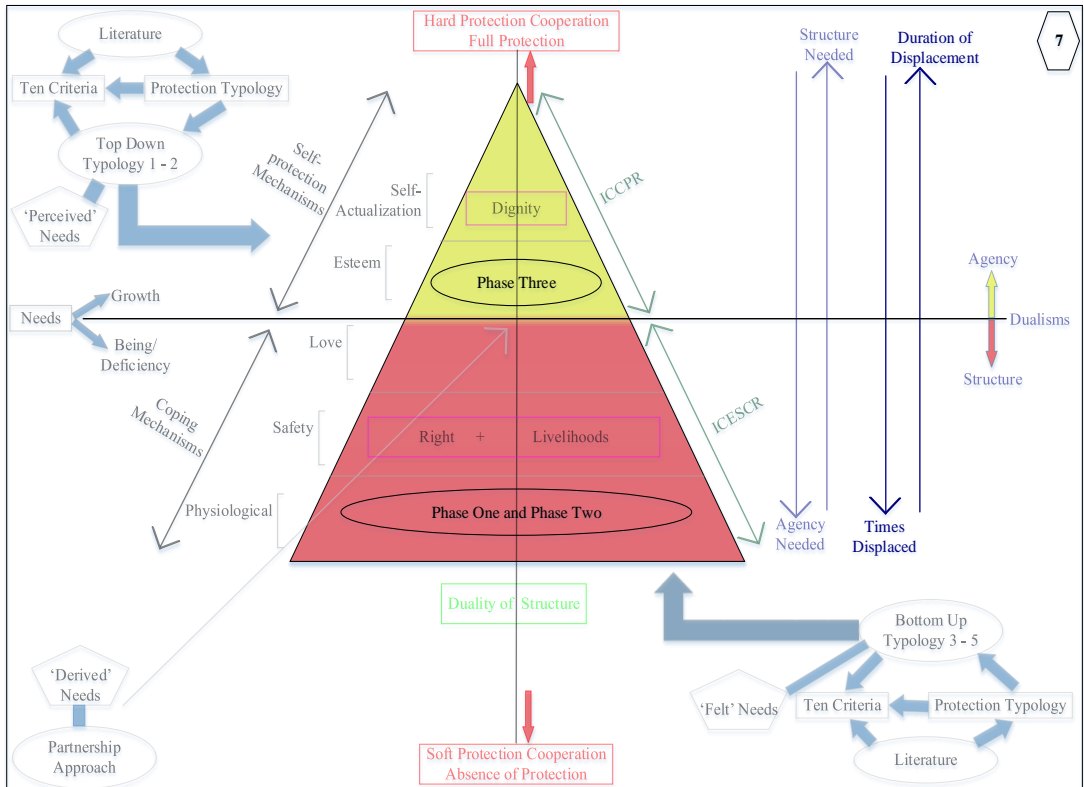 Hard Protection Cooperation
Full Protection
7
Literature
Ten Criteria
Protection Typology
Top Down
Typology 1 - 2
‘Perceived’
Needs
Structure
Needed
Duration of
Displacement
Self-
protection
Mechanisms
Self-
Actualization
Dignity
ICCPR
Esteem
Phase Three
Agency
Needs
Growth
Being/
Deficiency
Dualisms
Structure
Love
Coping
Mechanisms
Safety
Right + Livelihoods
ICESCR
Physiological
Phase One and Phase Two
Agency
Needed
Times
Displaced
Duality of Structure
Bottom Up
Typology 3 - 5
‘Felt’ Needs
Ten Criteria
Protection Typology
Literature
‘Derived’
Needs
Partnership
Approach
Soft Protection Cooperation
Absence of Protection